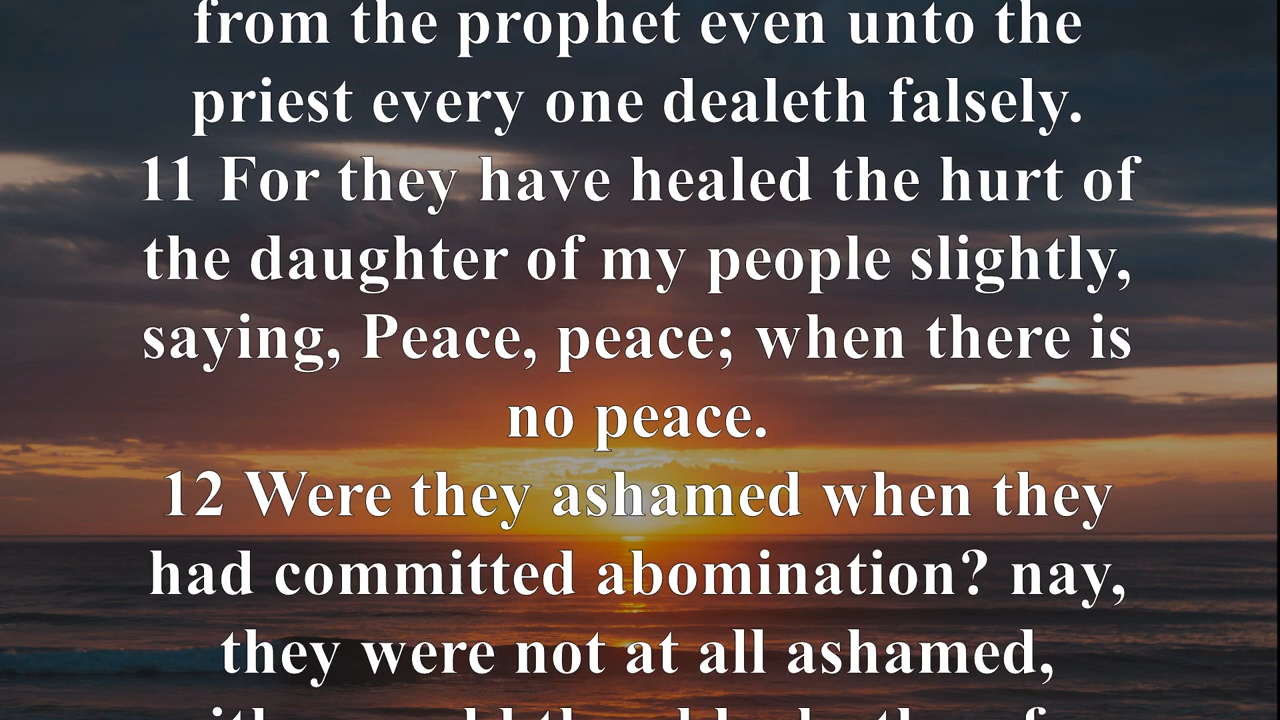 from the prophet even unto the
priest every one dealeth falsely.
11 For they have healed the hurt of
the daughter of my people slightly,
saying, Peace, peace; when there is
no peace.
12 Were they ashamed when they
had committed abomination? nay,
they were not at all ashamed,